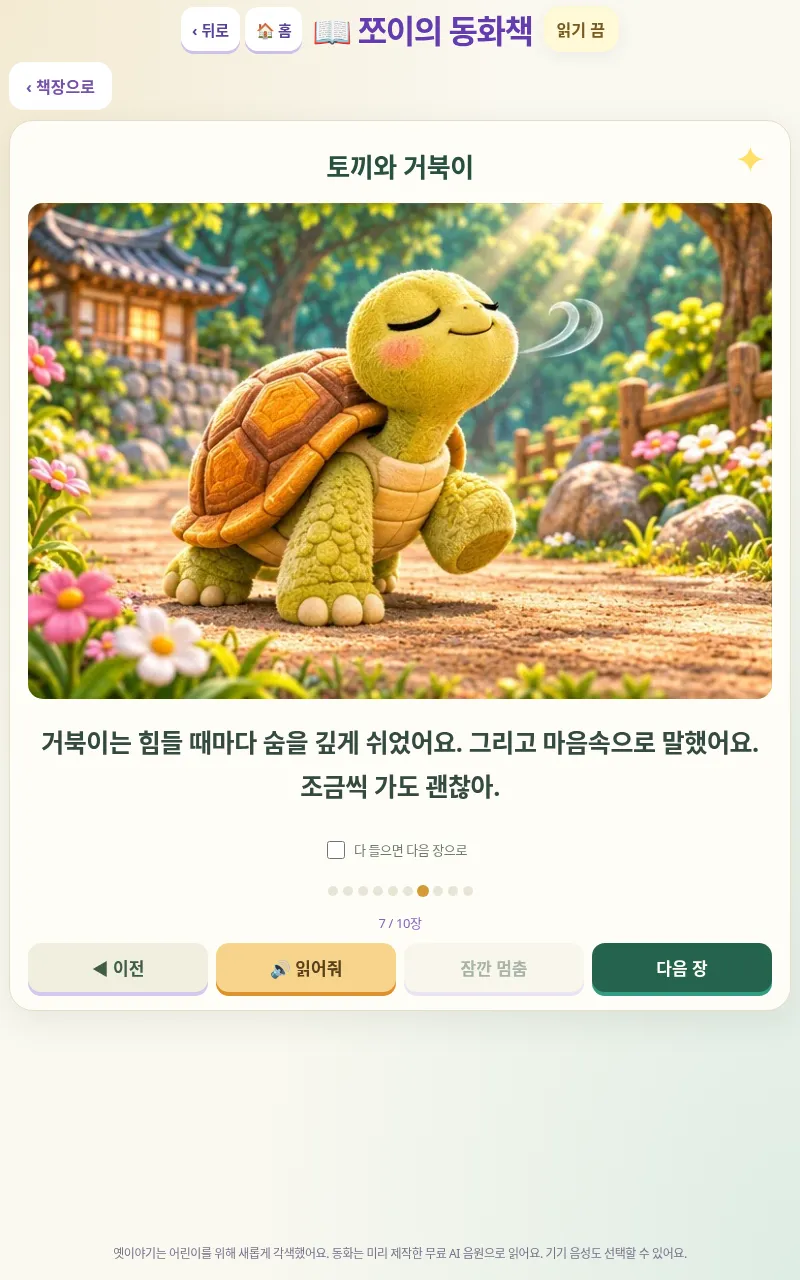 ‹ 뒤로
🏠 홈
📖 쪼이의 동화책
읽기 끔
‹ 책장으로
토끼와 거북이
거북이는 힘들 때마다 숨을 깊게 쉬었어요. 그리고 마음속으로 말했어요.
조금씩 가도 괜찮아.
다 들으면 다음 장으로
7 / 10장
◀ 이전
🔊 읽어줘
잠깐 멈춤
다음 장
옛이야기는 어린이를 위해 새롭게 각색했어요. 동화는 미리 제작한 무료 AI 음원으로 읽어요. 기기 음성도 선택할 수 있어요.